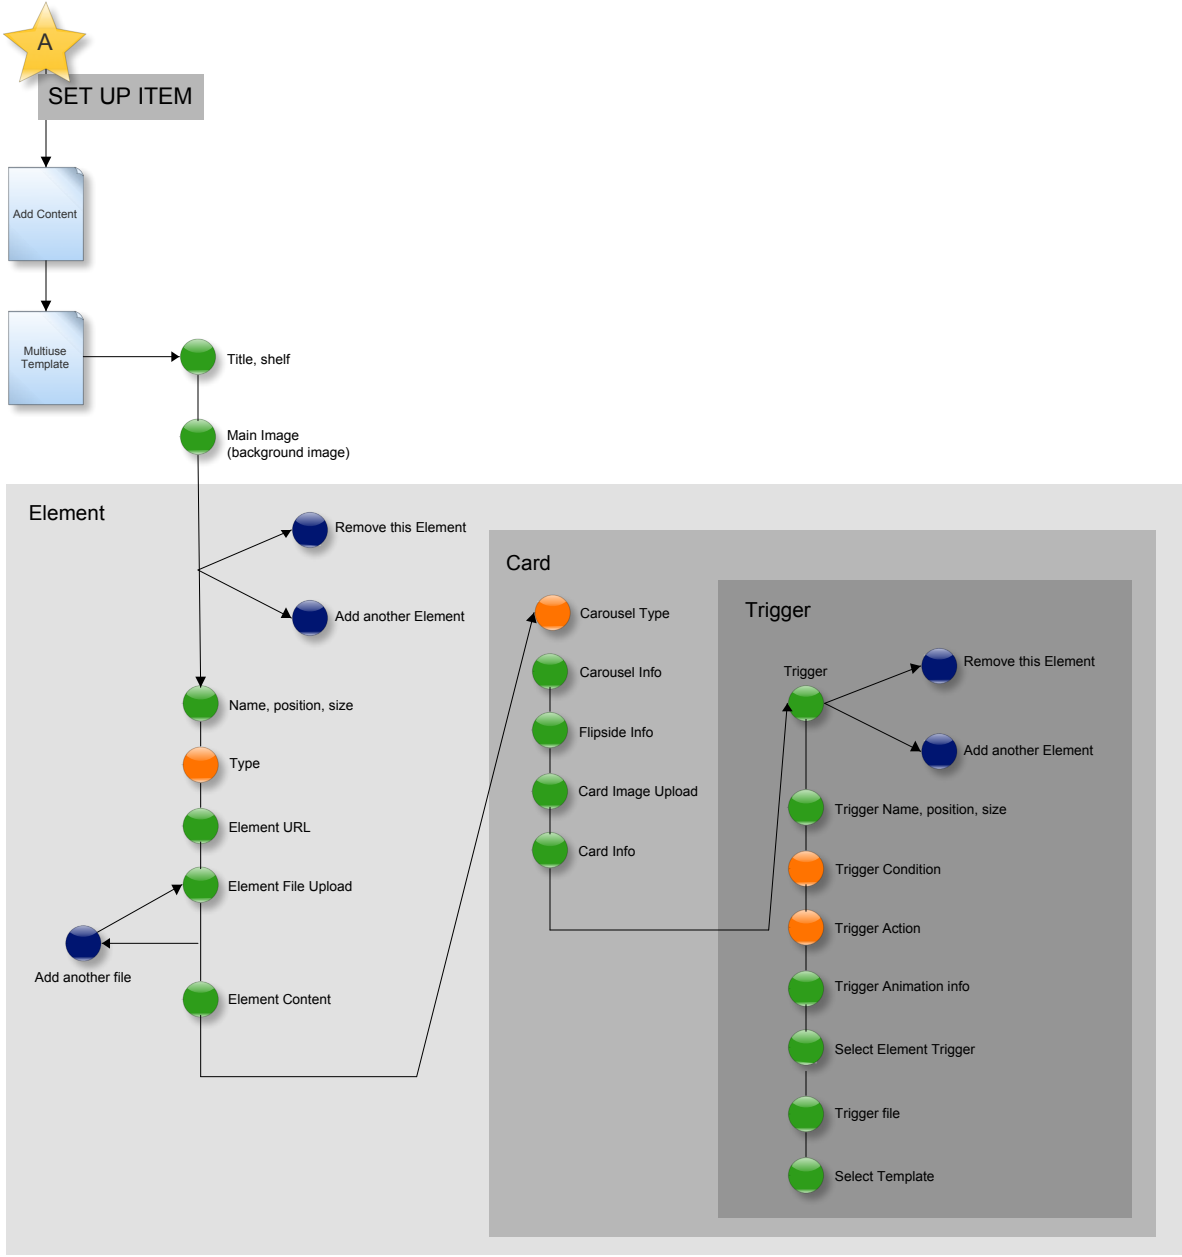 A
SET UP ITEM
Add Content
Multiuse
Template
Title, shelf
Main Image
(background image)
Element
Remove this Element
Add another Element
Name, position, size
Type
Element URL
Element File Upload
Add another file
Element Content
Card
Carousel Type
Carousel Info
Flipside Info
Card Image Upload
Card Info
Trigger
Trigger
Remove this Element
Add another Element
Trigger Name, position, size
Trigger Condition
Trigger Action
Trigger Animation info
Select Element Trigger
Trigger file
Select Template